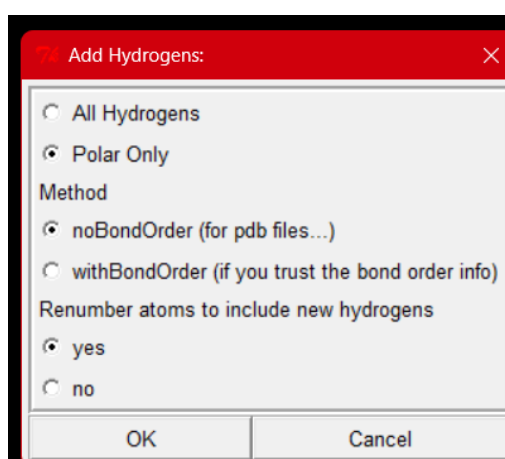 Add Hydrogens:
All Hydrogens
Polar Only
Method
noBondOrder (for pdb files...)
withBondOrder (if you trust the bond order info)
Renumber atoms to include new hydrogens
yes
no
OK Cancel